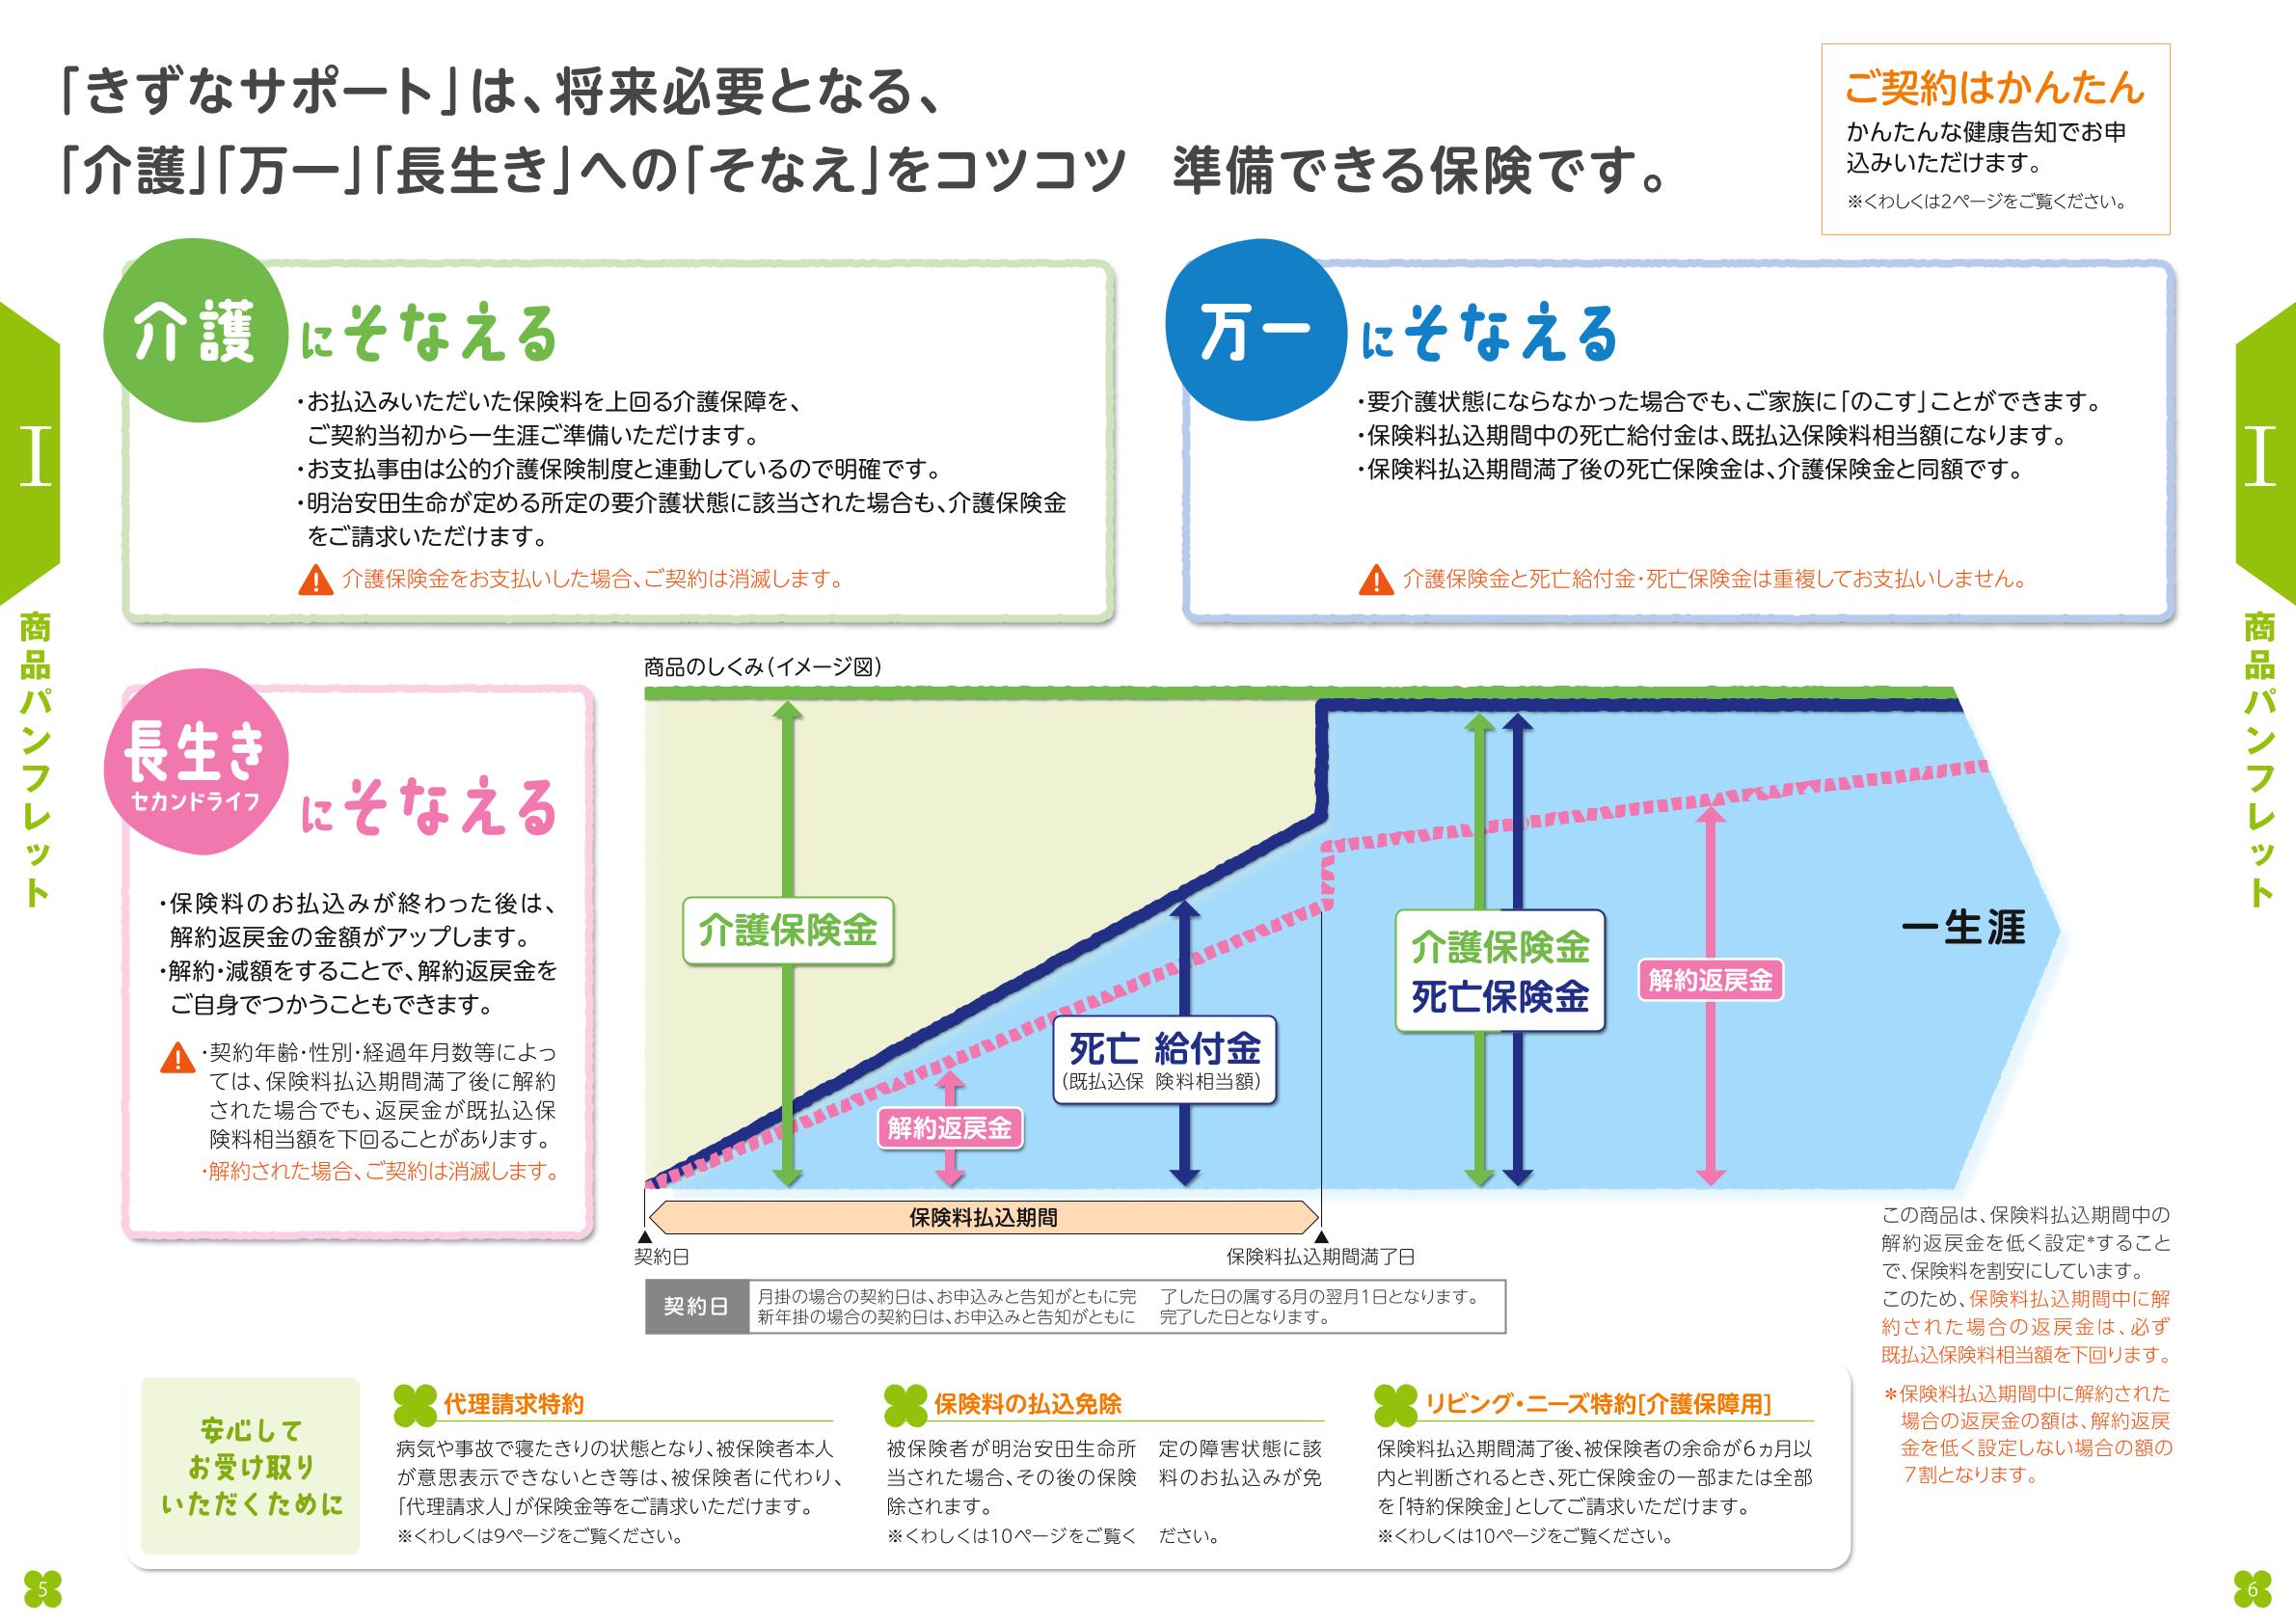 「きずなサポート」は、将来必要となる、
「介護」「万一」「長生き」への「そなえ」をコツコツ 準備できる保険です。
ご契約はかんたん
かんたんな健康告知でお申
込みいただけます。
※くわしくは2ページをご覧ください。
I
商品パンフレット
介護にそなえる
・お払込みいただいた保険料を上回る介護保障を、
ご契約当初から一生涯ご準備いただけます。
・お支払事由は公的介護保険制度と連動しているので明確です。
・明治安田生命が定める所定の要介護状態に該当された場合も、介護保険金
をご請求いただけます。
介護保険金をお支払いした場合、ご契約は消滅します。
万一にそなえる
・要介護状態にならなかった場合でも、ご家族に「のこす」ことができます。
・保険料払込期間中の死亡給付金は、既払込保険料相当額になります。
・保険料払込期間満了後の死亡保険金は、介護保険金と同額です。
介護保険金と死亡給付金・死亡保険金は重複してお支払いしません。
I
商品パンフレット
長生き
セカンドライフ
にそなえる
・保険料のお払込みが終わった後は、
解約返戻金の金額がアップします。
・解約・減額をすることで、解約返戻金を
ご自身でつかうこともできます。
・契約年齢・性別・経過年月数等によっ
ては、保険料払込期間満了後に解約
された場合でも、返戻金が既払込保
険料相当額を下回ることがあります。
・解約された場合、ご契約は消滅します。
商品のしくみ（イメージ図）
介護保険金
解約返戻金
死亡 給付金
（既払込保 険料相当額）
介護保険金
死亡保険金
解約返戻金
一生涯
保険料払込期間
契約日
保険料払込期間満了日
契約日
月掛の場合の契約日は、お申込みと告知がともに完 了した日の属する月の翌月1日となります。
新年掛の場合の契約日は、お申込みと告知がともに 完了した日となります。
この商品は、保険料払込期間中の
解約返戻金を低く設定*すること
で、保険料を割安にしています。
このため、保険料払込期間中に解
約された場合の返戻金は、必ず
既払込保険料相当額を下回ります。
*保険料払込期間中に解約された
場合の返戻金の額は、解約返戻
金を低く設定しない場合の額の
7割となります。
安心して
お受け取り
いただくために
代理請求特約
病気や事故で寝たきりの状態となり、被保険者本人
が意思表示できないとき等は、被保険者に代わり、
「代理請求人」が保険金等をご請求いただけます。
※くわしくは9ページをご覧ください。
保険料の払込免除
被保険者が明治安田生命所 定の障害状態に該
当された場合、その後の保険 料のお払込みが免
除されます。
※くわしくは10ページをご覧く ださい。
リビング・ニーズ特約[介護保障用]
保険料払込期間満了後、被保険者の余命が6ヵ月以
内と判断されるとき、死亡保険金の一部または全部
を「特約保険金」としてご請求いただけます。
※くわしくは10ページをご覧ください。
5
6